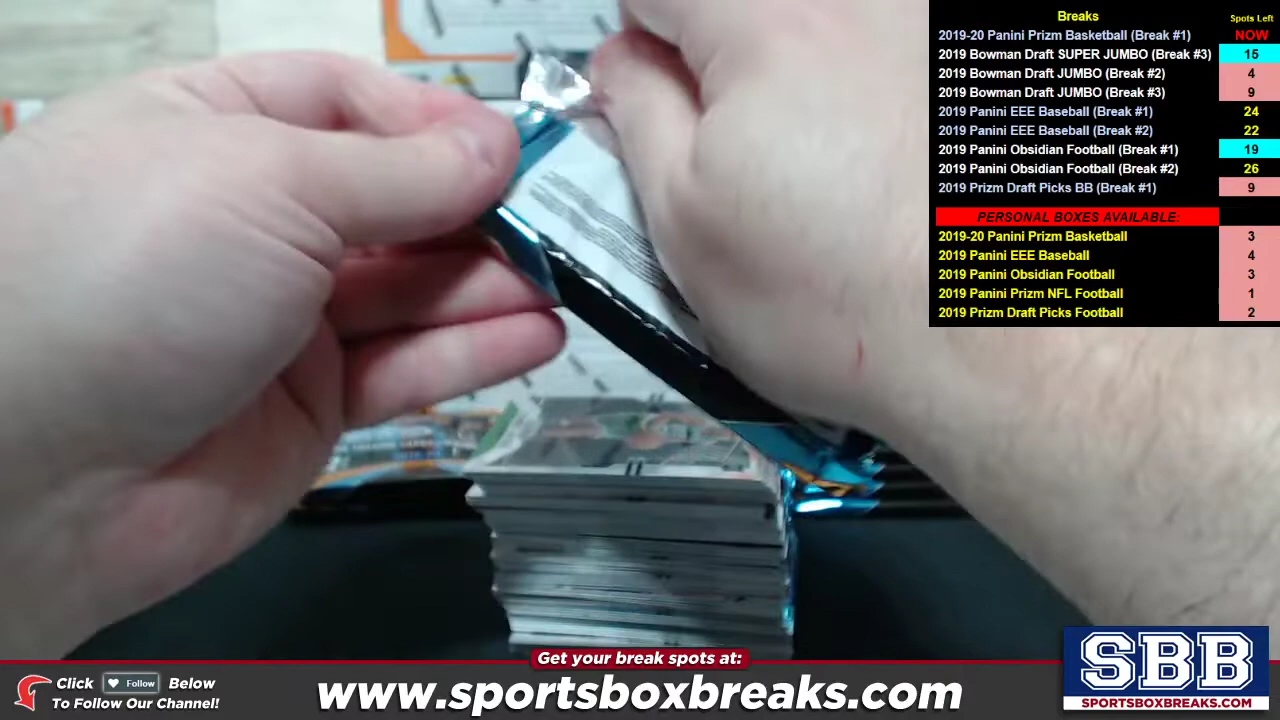 Breaks
Spots Left
2019-20 Panini Prizm Basketball (Break #1) NOW
2019 Bowman Draft SUPER JUMBO (Break #3) 15
2019 Bowman Draft JUMBO (Break #2) 4
2019 Bowman Draft JUMBO (Break #3) 9
2019 Panini EEE Baseball (Break #1) 24
2019 Panini EEE Baseball (Break #2) 22
2019 Panini Obsidian Football (Break #1) 19
2019 Panini Obsidian Football (Break #2) 26
2019 Prizm Draft Picks BB (Break #1) 9
PERSONAL BOXES AVAILABLE:
2019-20 Panini Prizm Basketball 3
2019 Panini EEE Baseball 4
2019 Panini Obsidian Football 3
2019 Panini Prizm NFL Football 1
2019 Prizm Draft Picks Football 2
Get your break spots at:
Click Follow Below
To Follow Our Channel!
www.sportsboxbreaks.com
SBB
SPORTSBOXBREAKS.COM